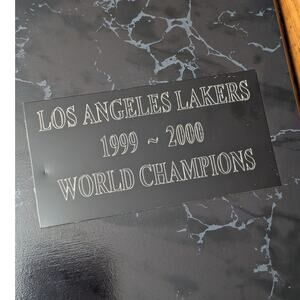 LOS ANGELES LAKERS
1999 ~ 2000
WORLD CHAMPIONS